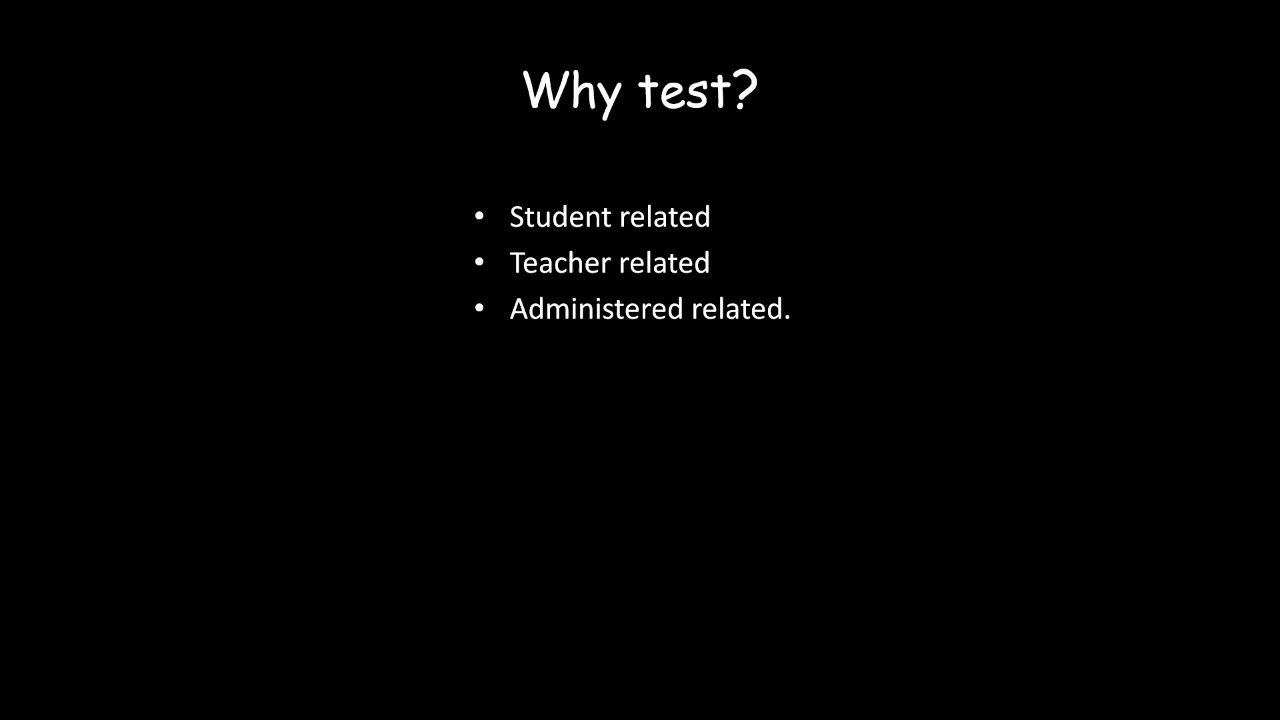 Why test?
• Student related
• Teacher related
• Administered related.